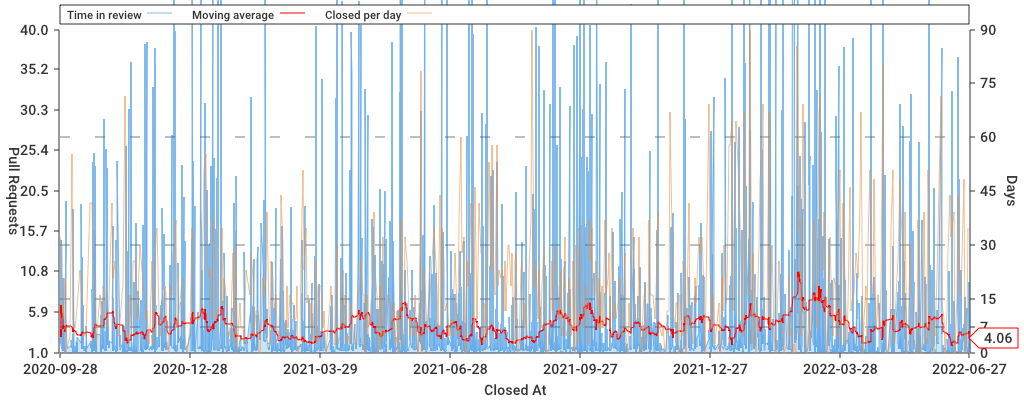 Time in review Moving average Closed per day
40.0 90
35.2 75
30.3
25.4 60
20.5 45
15.7 30
10.8 15
5.9 7
4.06
1.0 0
Pull Requests
Days
2020-09-28 2020-12-28 2021-03-29 2021-06-28 2021-09-27 2021-12-27 2022-03-28 2022-06-27
Closed At